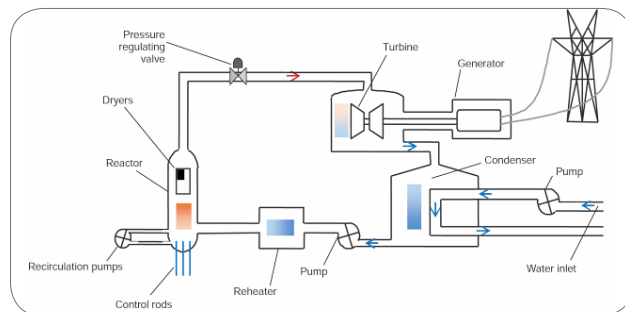 Pressure
regulating
valve
Turbine
Generator
Dryers
Reactor
Condenser
Pump
Recirculation pumps
Control rods
Reheater
Pump
Water inlet